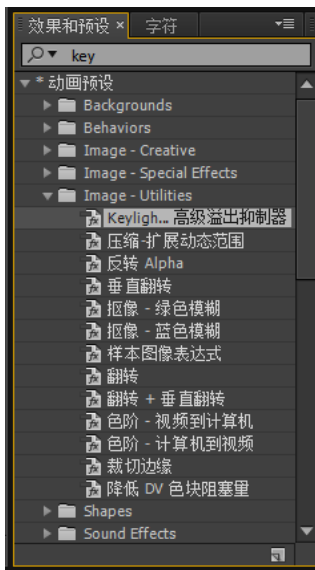 效果和预设 × 字符
key
* 动画预设
Backgrounds
Behaviors
Image - Creative
Image - Special Effects
Image - Utilities
Keyligh... 高级溢出抑制器
压缩-扩展动态范围
反转 Alpha
垂直翻转
抠像 - 绿色模糊
抠像 - 蓝色模糊
样本图像表达式
翻转
翻转 + 垂直翻转
色阶 - 视频到计算机
色阶 - 计算机到视频
裁切边缘
降低 DV 色块阻塞量
Shapes
Sound Effects